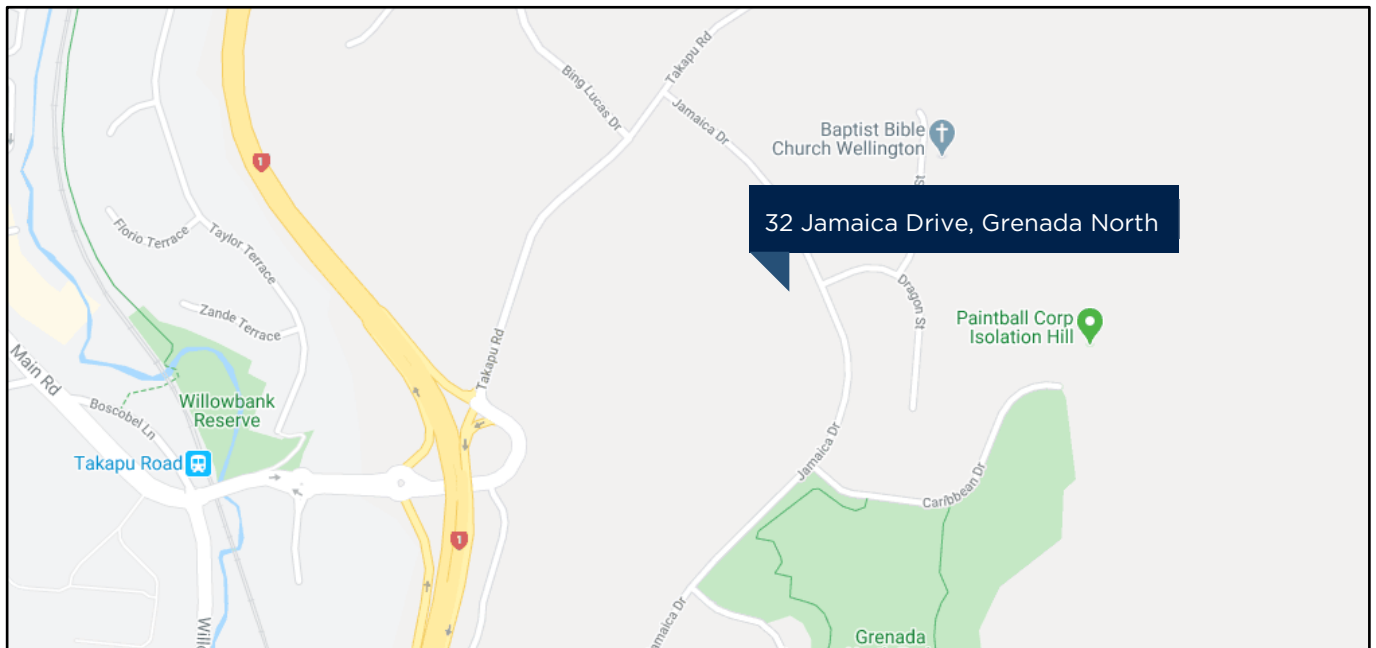 Takapu Rd
Bing Lucas Dr
Jamaica Dr
Baptist Bible
Church Wellington
1
St
32 Jamaica Drive, Grenada North
Florio Terrace
Taylor Terrace
Dragon St
Zande Terrace
Paintball Corp
Isolation Hill
Takapu Rd
Main Rd
Boscobel Ln
Willowbank
Reserve
Takapu Road
Jamaica Dr
Caribbean Dr
1
Jamaica Dr
Grenada